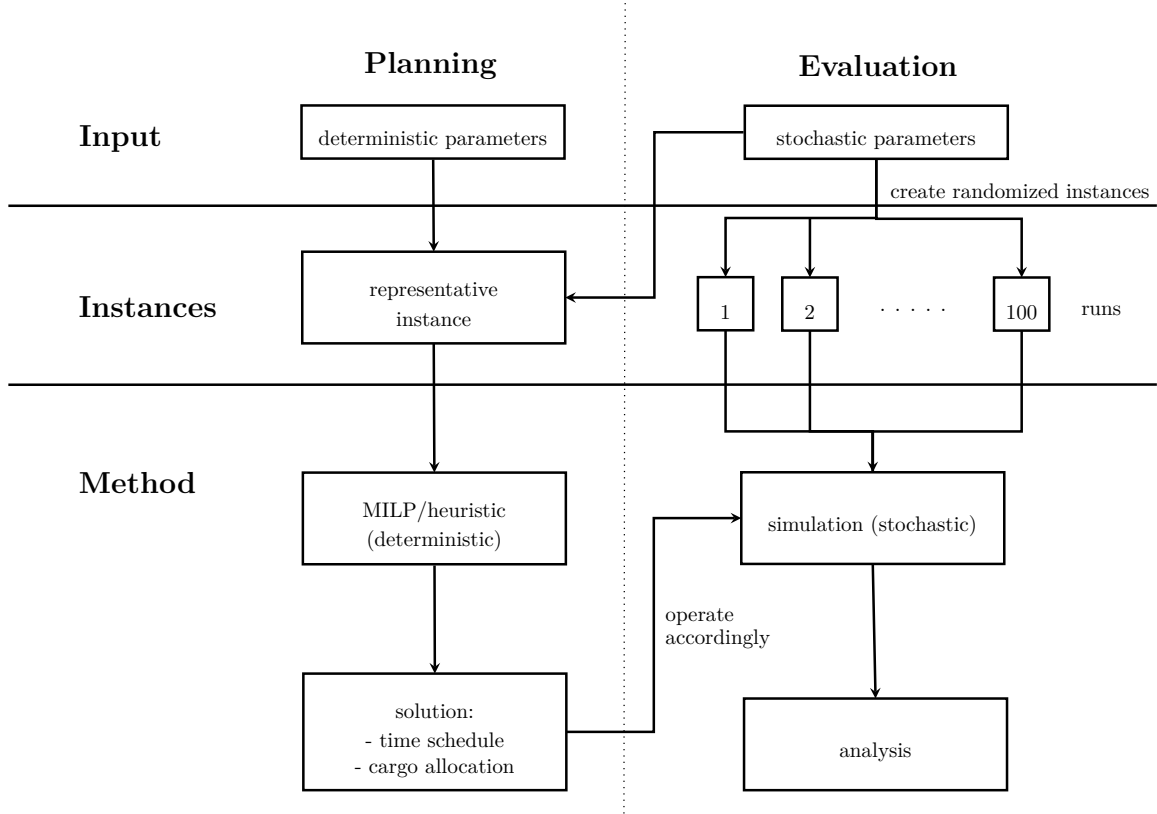 Planning
Evaluation
Input
deterministic parameters
stochastic parameters
create randomized instances
Instances
representative
instance
1
2
. . . . .
100
runs
Method
MILP/heuristic
(deterministic)
simulation (stochastic)
operate
accordingly
solution:
- time schedule
- cargo allocation
analysis